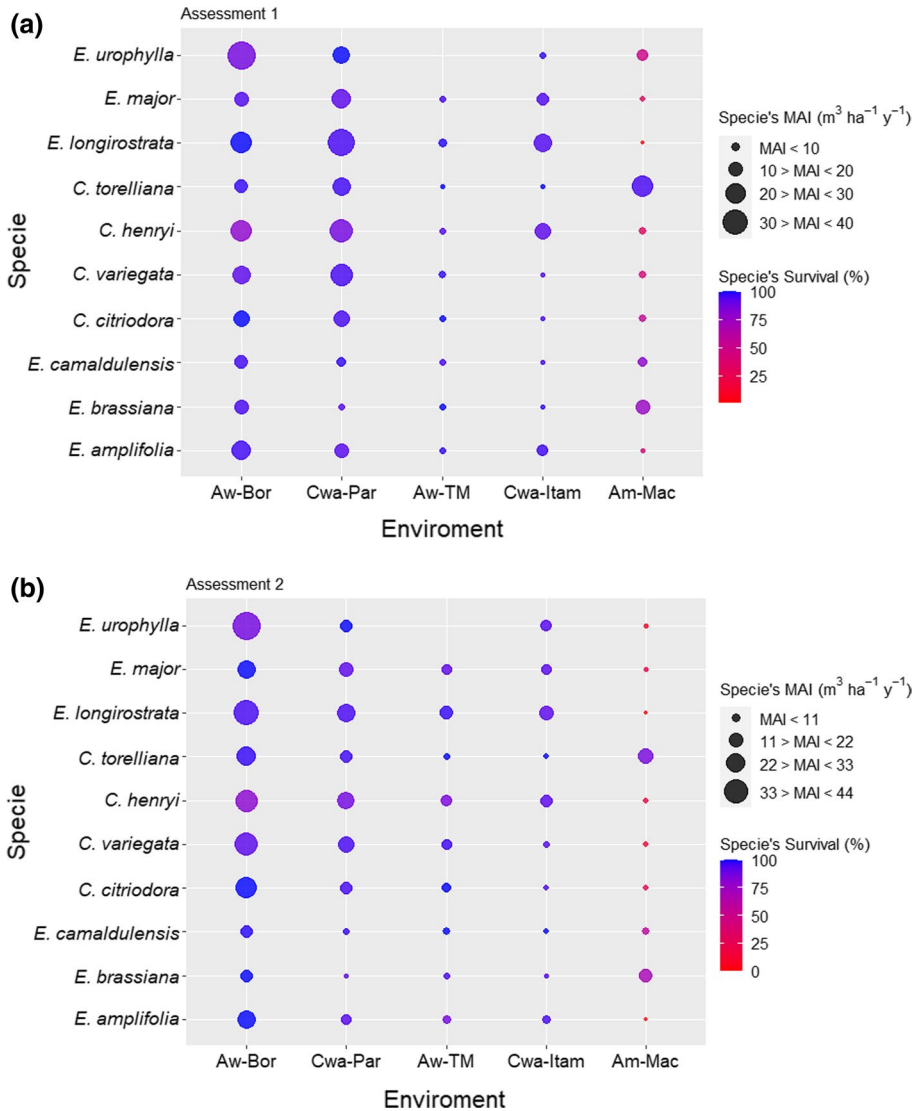 (a)
Assessment 1
Specie
E. urophylla
E. major
E. longirostrata
C. torelliana
C. henryi
C. variegata
C. citriodora
E. camaldulensis
E. brassiana
E. amplifolia
Aw-Bor Cwa-Par Aw-TM Cwa-Itam Am-Mac
Enviroment
Specie's MAI (m³ ha⁻¹ y⁻¹)
MAI < 10
10 > MAI < 20
20 > MAI < 30
30 > MAI < 40
Specie's Survival (%)
100
75
50
25
(b)
Assessment 2
Specie
E. urophylla
E. major
E. longirostrata
C. torelliana
C. henryi
C. variegata
C. citriodora
E. camaldulensis
E. brassiana
E. amplifolia
Aw-Bor Cwa-Par Aw-TM Cwa-Itam Am-Mac
Enviroment
Specie's MAI (m³ ha⁻¹ y⁻¹)
MAI < 11
11 > MAI < 22
22 > MAI < 33
33 > MAI < 44
Specie's Survival (%)
100
75
50
25
0